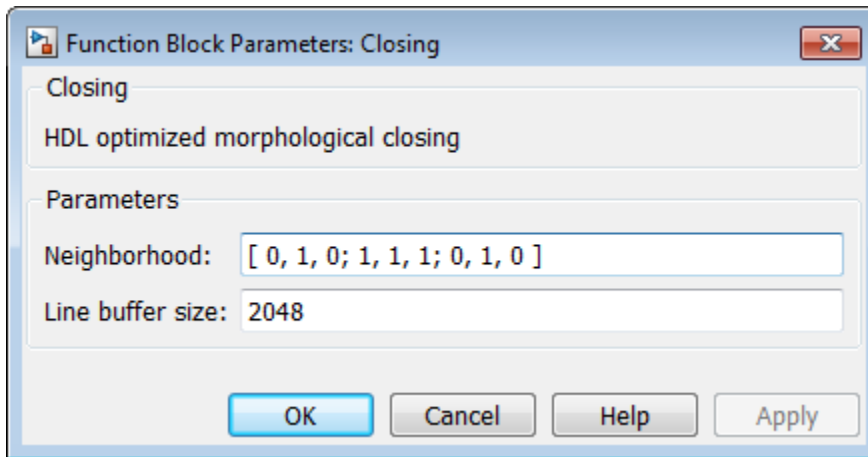 Function Block Parameters: Closing
Closing
HDL optimized morphological closing
Parameters
Neighborhood: [ 0, 1, 0; 1, 1, 1; 0, 1, 0 ]
Line buffer size: 2048
OK Cancel Help Apply